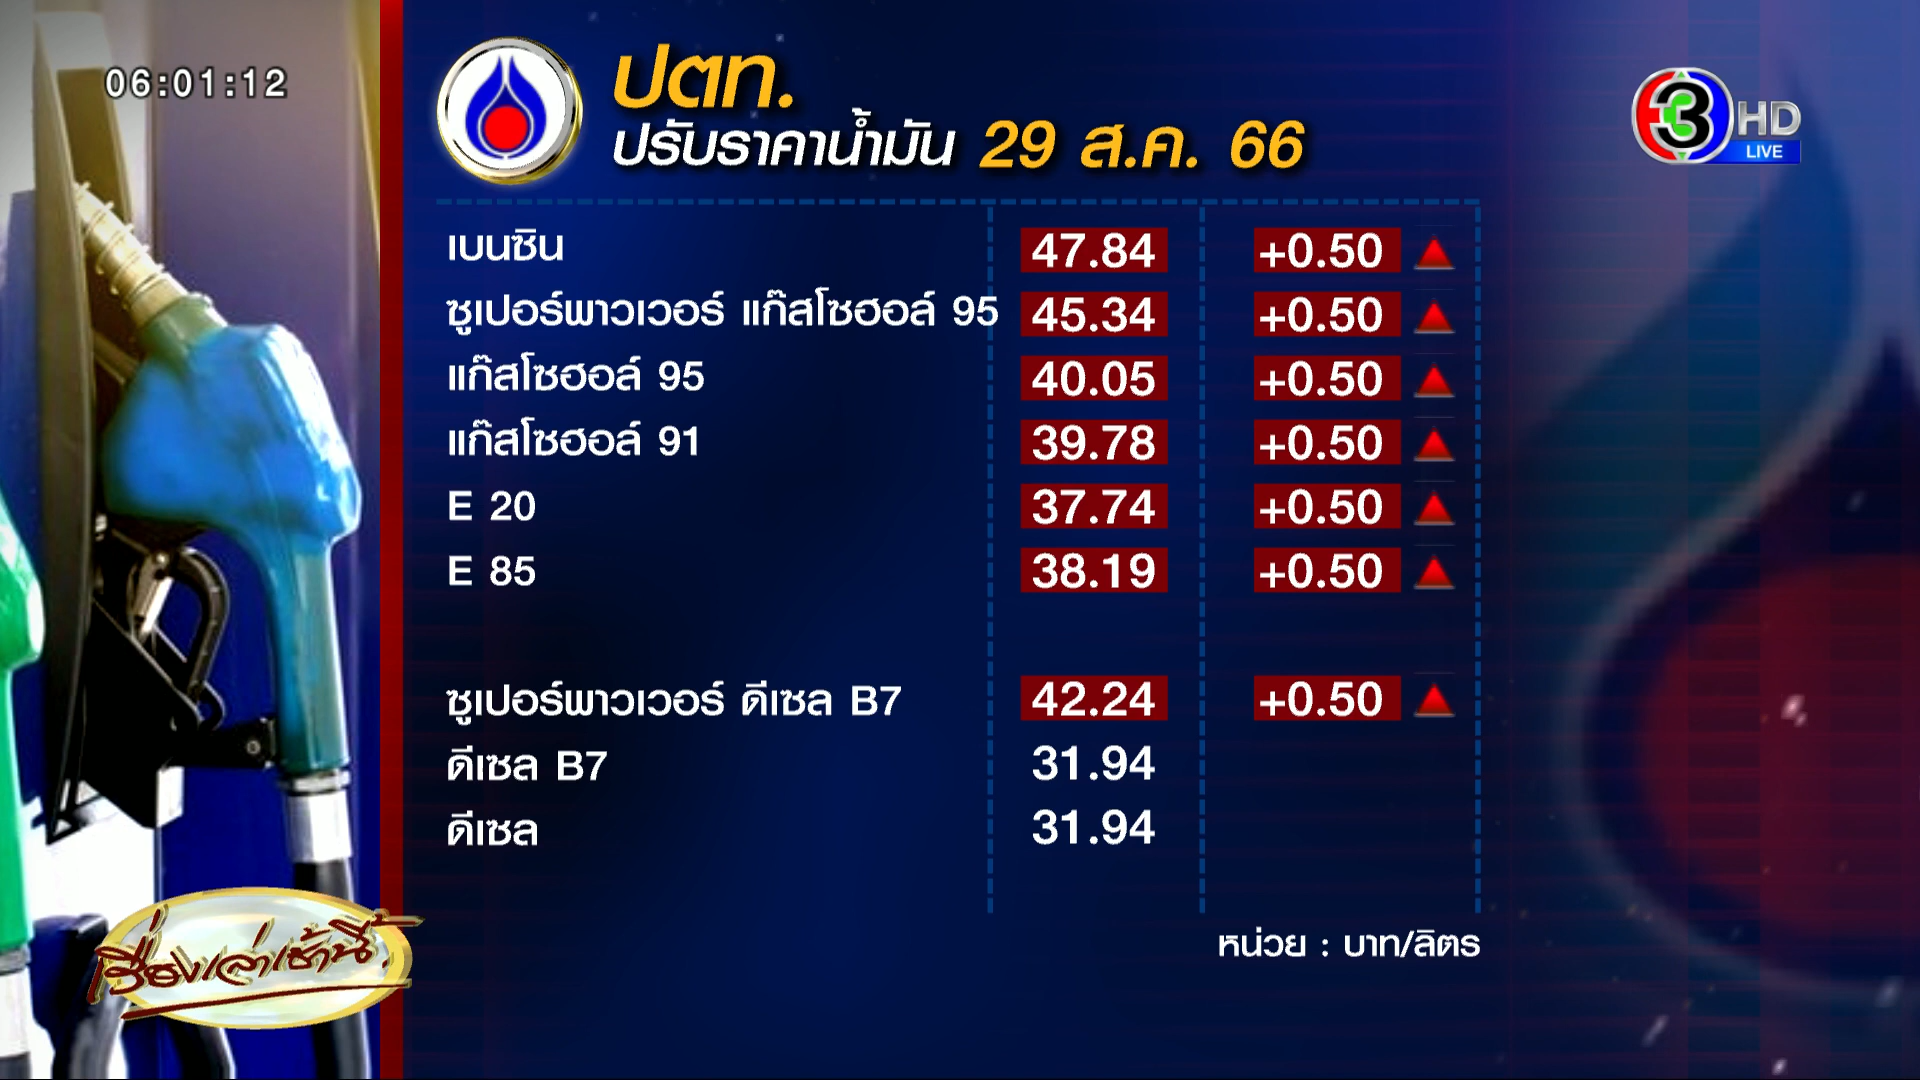 06:01:12
ปตท.
ปรับราคาน้ำมัน 29 ส.ค. 66
3 HD
LIVE
เบนซิน 47.84 +0.50
ซูเปอร์พาวเวอร์ แก๊สโซฮอล์ 95 45.34 +0.50
แก๊สโซฮอล์ 95 40.05 +0.50
แก๊สโซฮอล์ 91 39.78 +0.50
E 20 37.74 +0.50
E 85 38.19 +0.50
ซูเปอร์พาวเวอร์ ดีเซล B7 42.24 +0.50
ดีเซล B7 31.94
ดีเซล 31.94
หน่วย : บาท/ลิตร
เรื่องเล่าเช้านี้